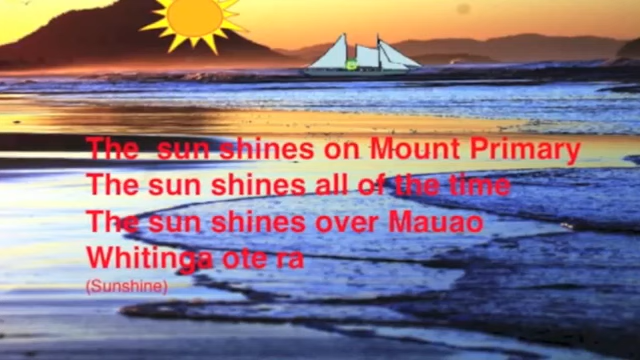 The sun shines on Mount Primary
The sun shines all of the time
The sun shines over Mauao
Whitinga ote ra
(Sunshine)